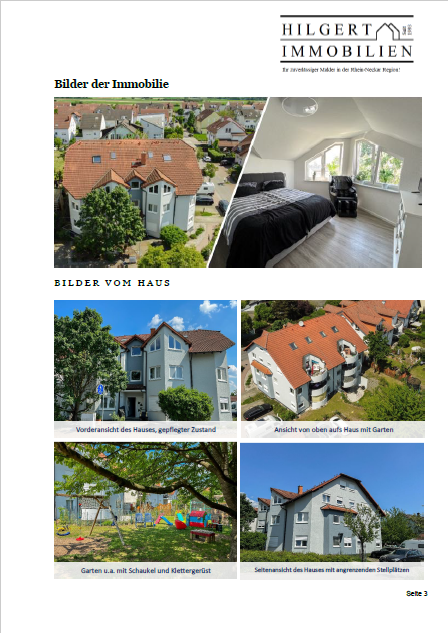 HILGERT
IMMOBILIEN
Ihr zuverlässiger Makler in der Rhein-Neckar Region!
Bilder der Immobilie
BILDER VOM HAUS
Vorderansicht des Hauses, gepflegter Zustand
Ansicht von oben aufs Haus mit Garten
Garten u.a. mit Schaukel und Klettergerüst
Seitenansicht des Hauses mit angrenzenden Stellplätzen
Seite 3